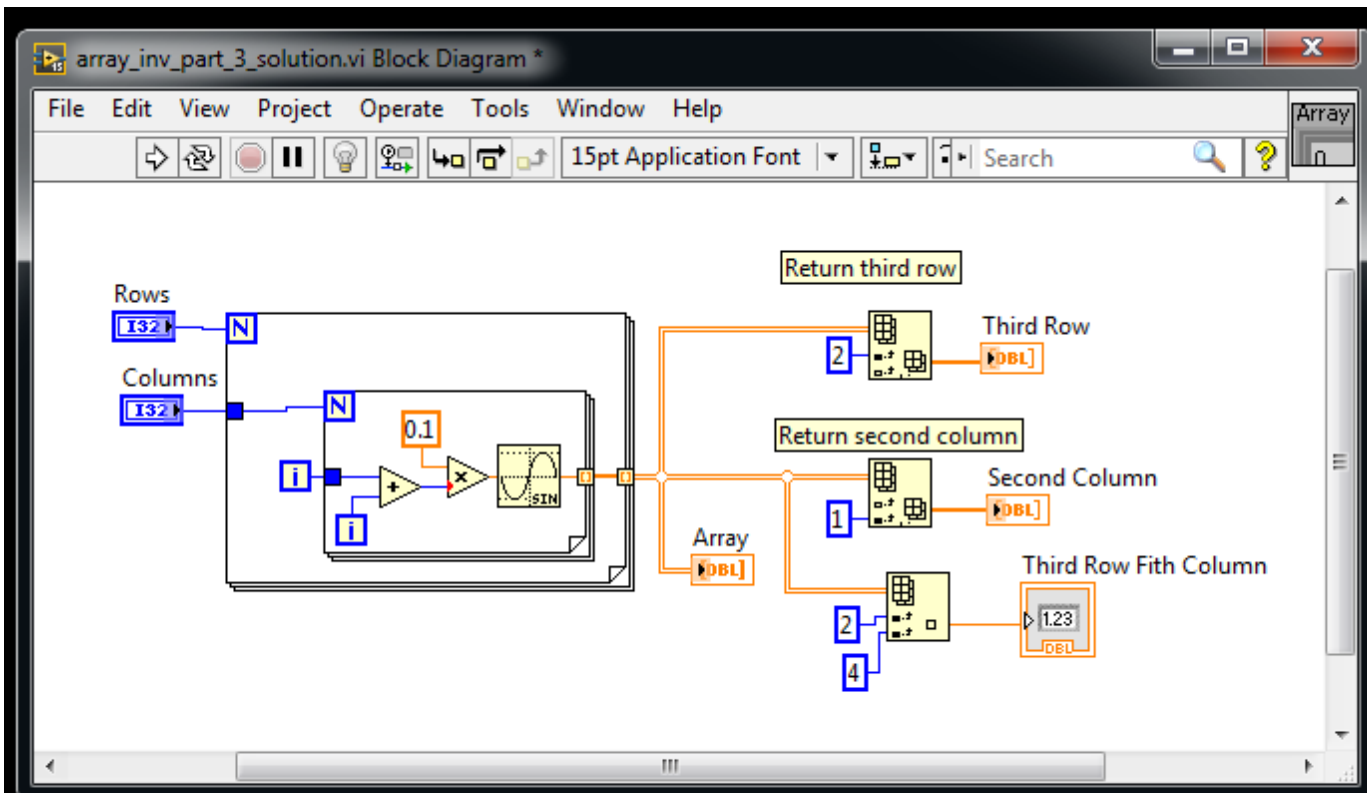 array_inv_part_3_solution.vi Block Diagram *
File Edit View Project Operate Tools Window Help
15pt Application Font
Search
Array
Return third row
Rows
I32
N
Third Row
2
DBL]
Columns
I32
N
0.1
Return second column
i
SIN
Second Column
1
DBL]
i
Array
DBL]
Third Row Fith Column
2
1.23
DBL
4